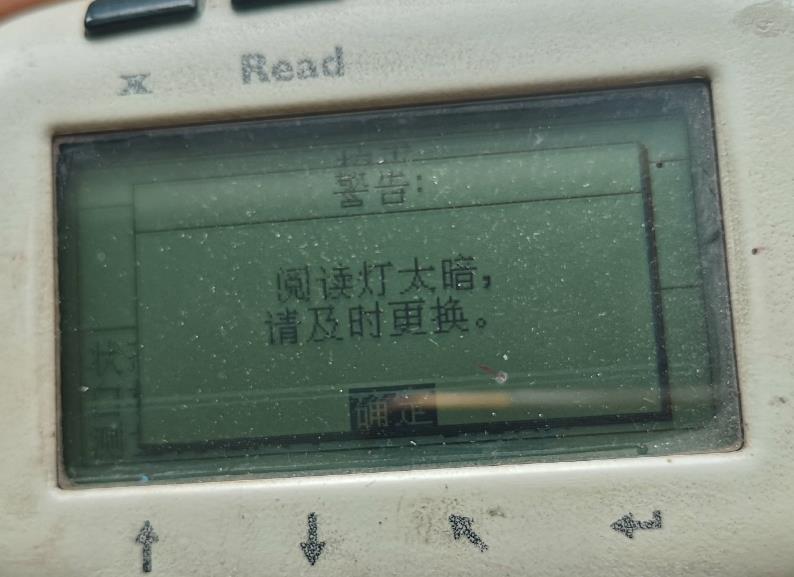 Read
警告：
阅读灯太暗，
请及时更换。
确定